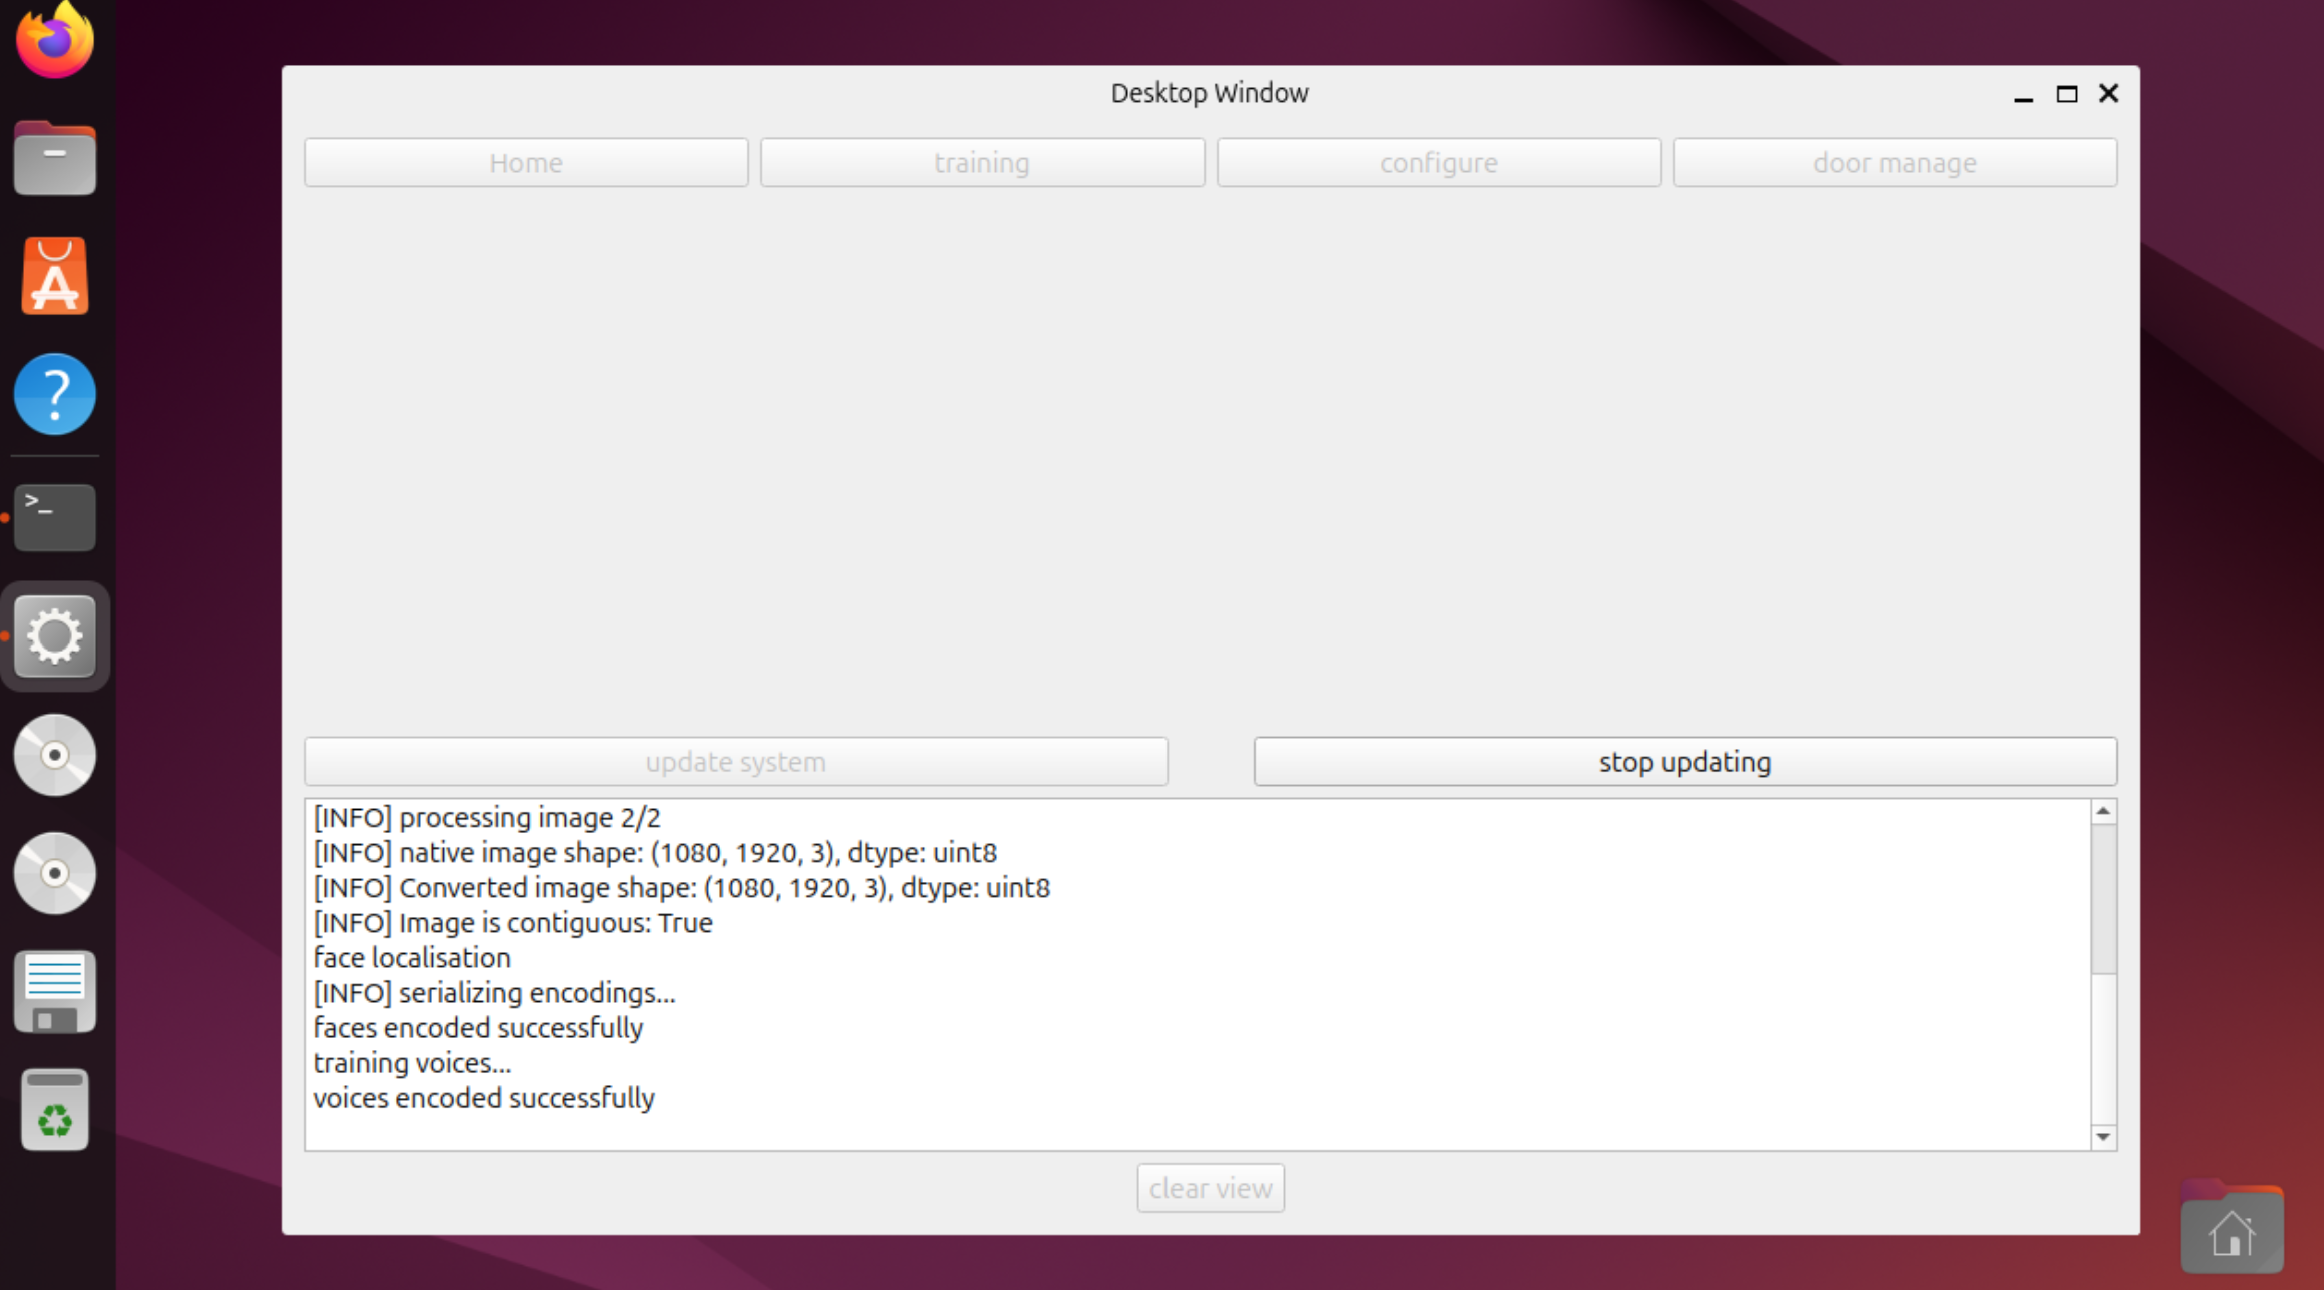 Desktop Window
Home training configure door manage
update system stop updating
[INFO] processing image 2/2
[INFO] native image shape: (1080, 1920, 3), dtype: uint8
[INFO] Converted image shape: (1080, 1920, 3), dtype: uint8
[INFO] Image is contiguous: True
face localisation
[INFO] serializing encodings...
faces encoded successfully
training voices...
voices encoded successfully
clear view